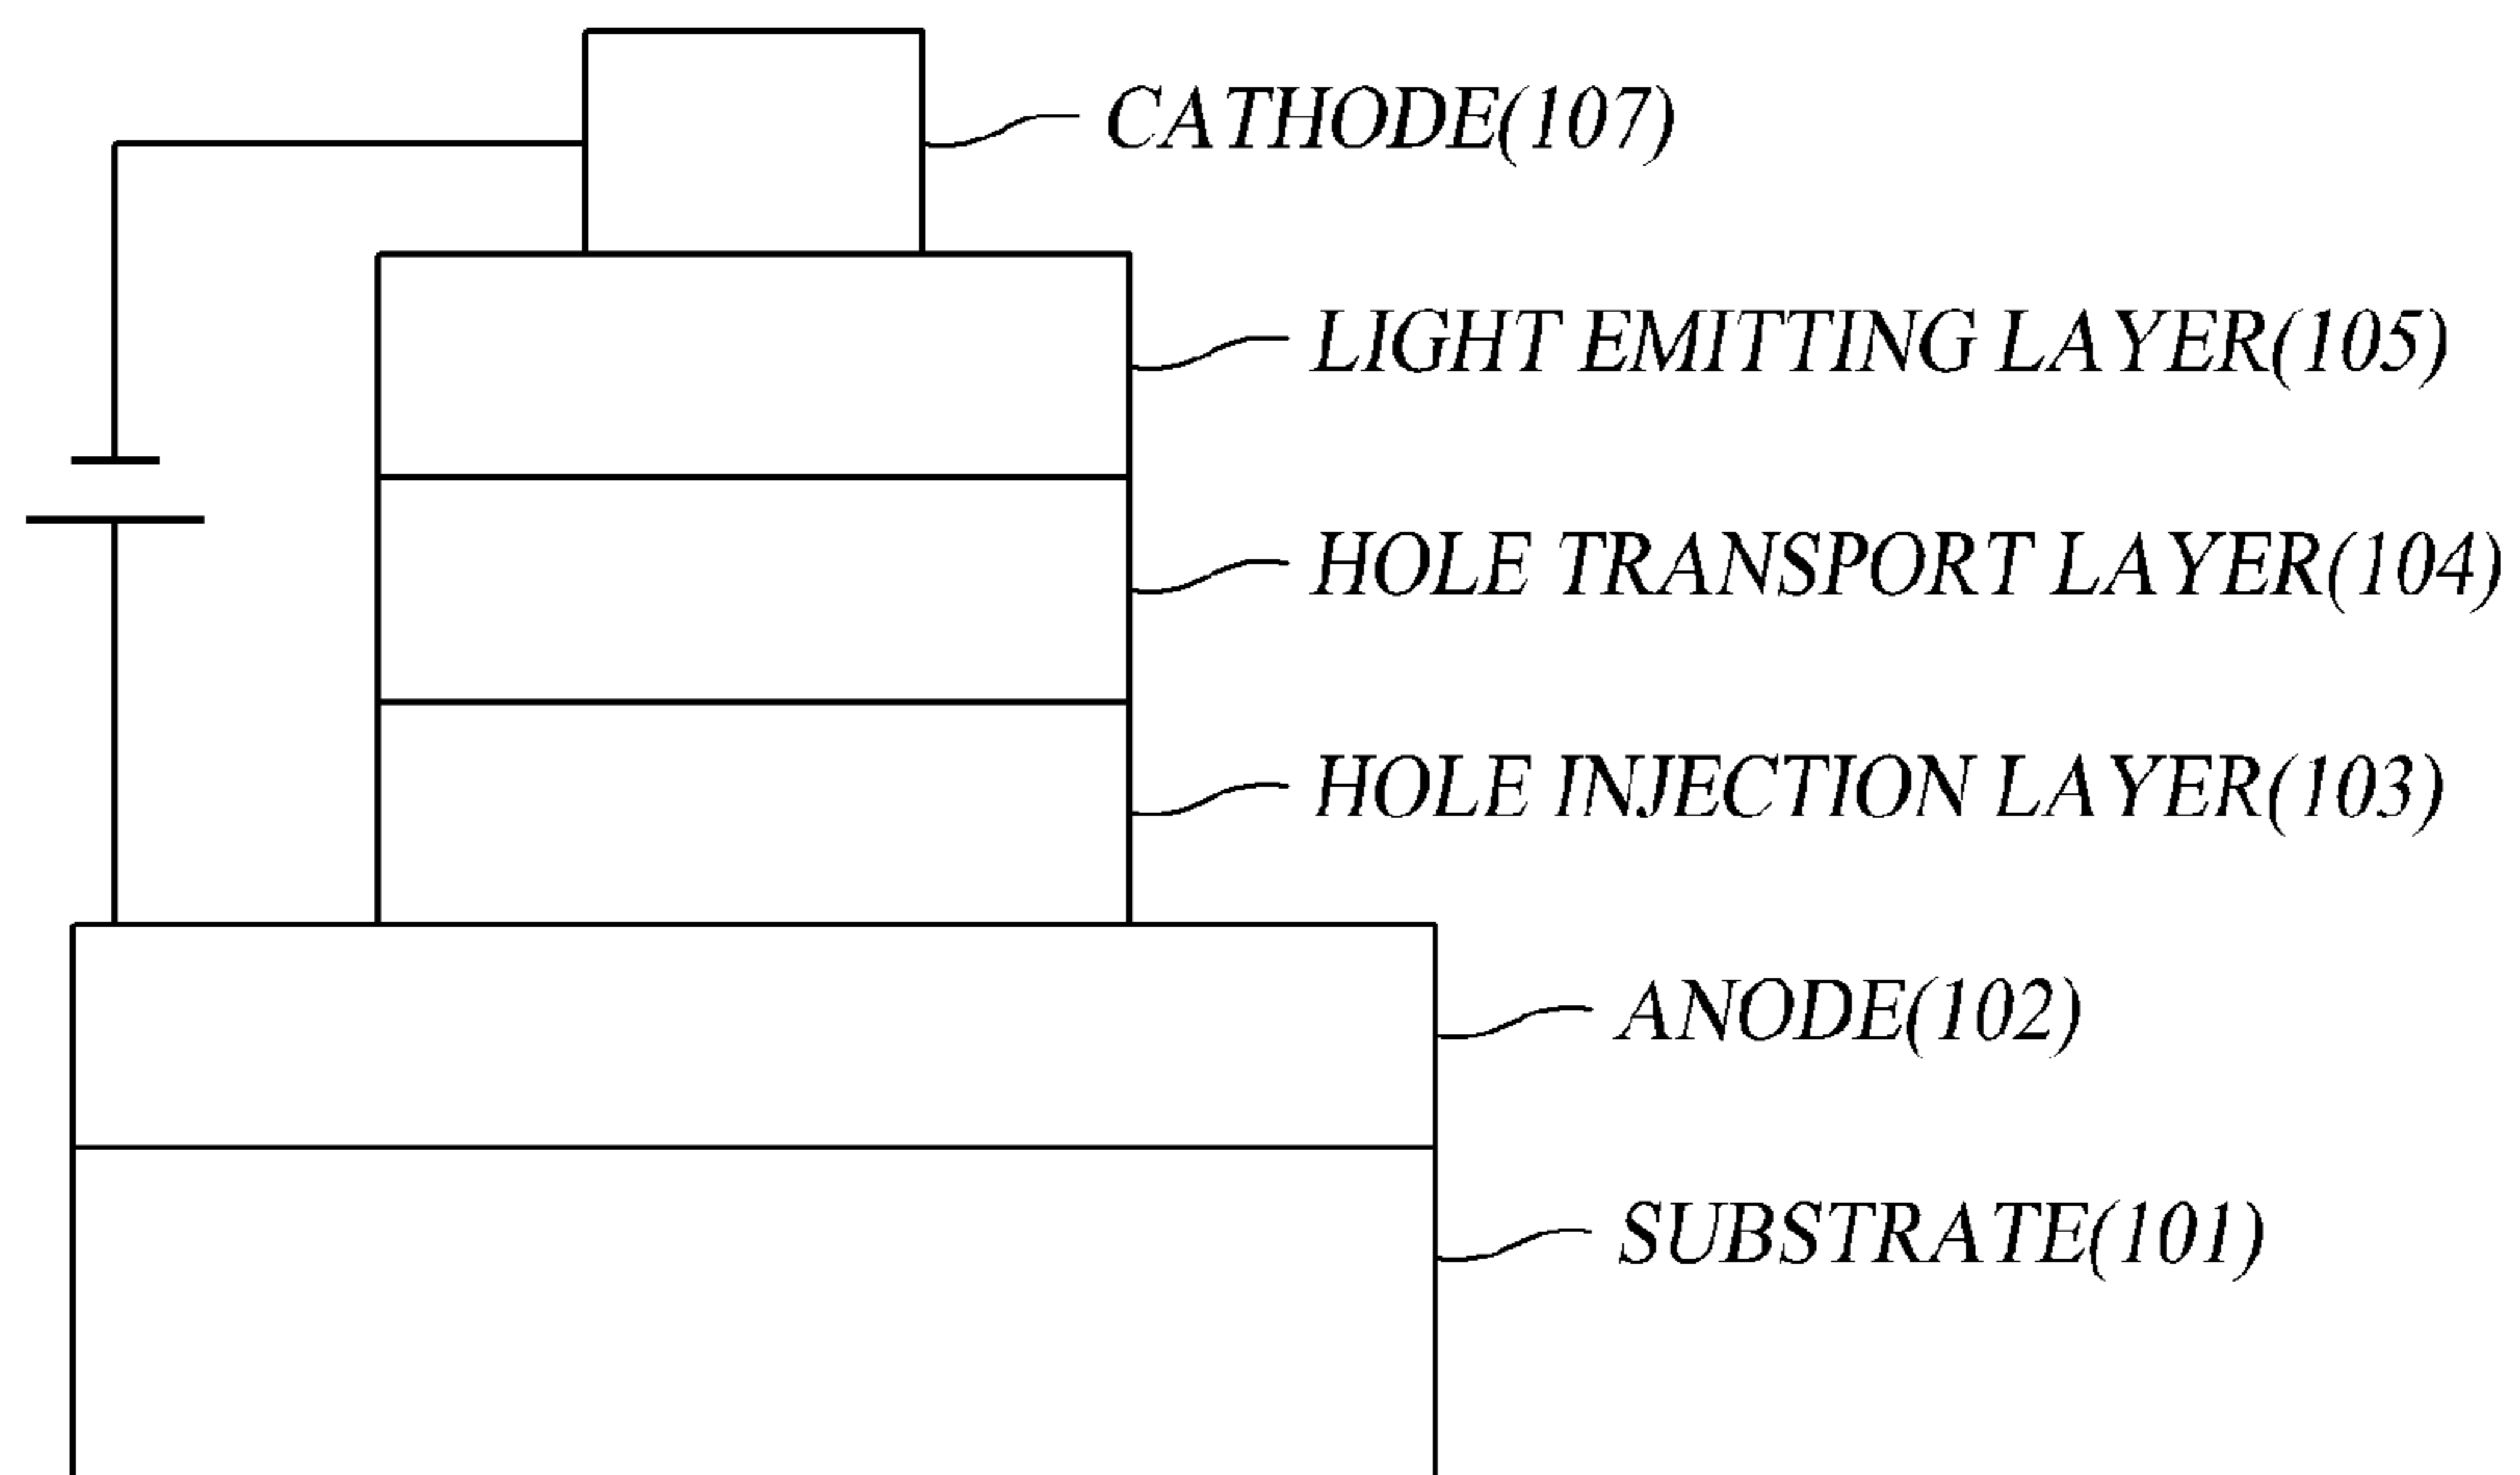 CATHODE(107)
LIGHT EMITTING LAYER(105)
HOLE TRANSPORT LAYER(104)
HOLE INJECTION LAYER(103)
ANODE(102)
SUBSTRATE(101)